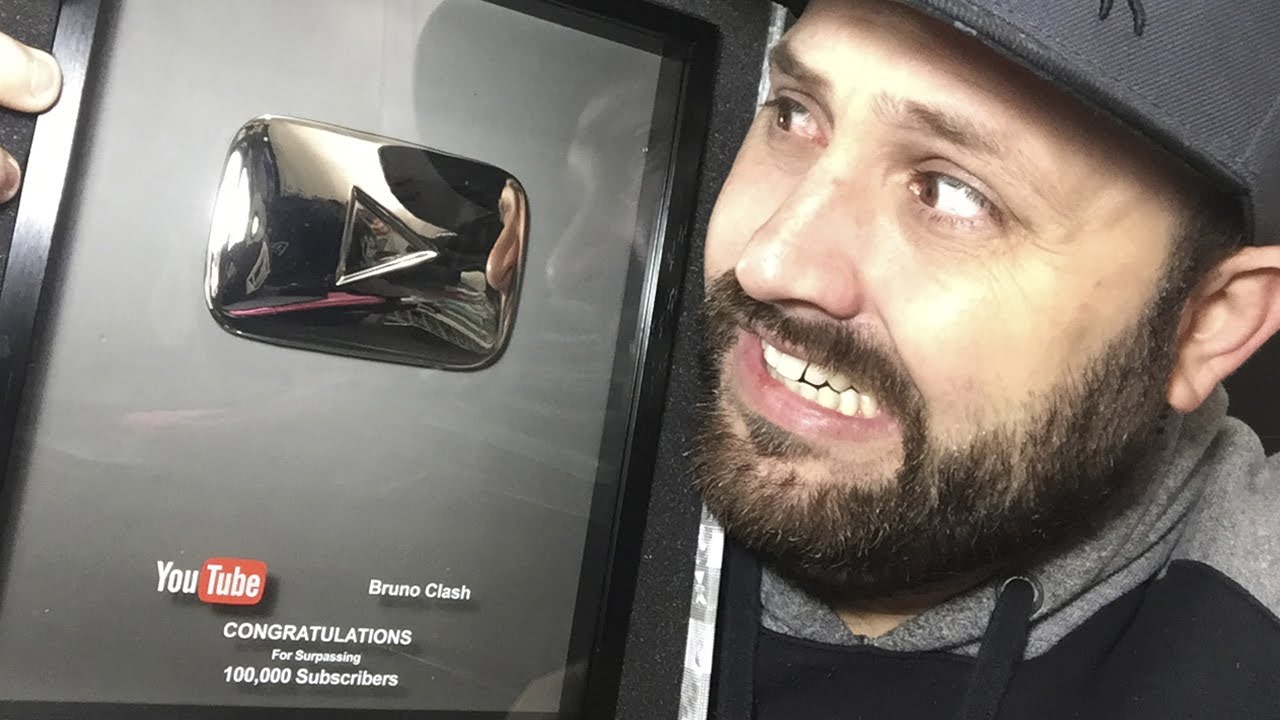 YouTube
Bruno Clash
CONGRATULATIONS
For Surpassing
100,000 Subscribers